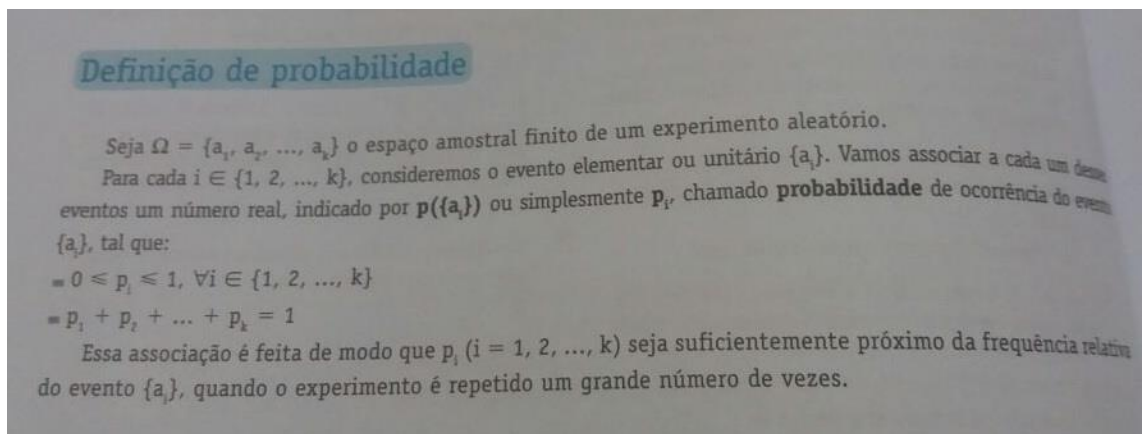 Definição de probabilidade
Seja Ω = {a₁, a₂, ..., aₖ} o espaço amostral finito de um experimento aleatório.
Para cada i ∈ {1, 2, ..., k}, consideremos o evento elementar ou unitário {aᵢ}. Vamos associar a cada um desses
eventos um número real, indicado por p({aᵢ}) ou simplesmente pᵢ, chamado probabilidade de ocorrência do evento
{aᵢ}, tal que:
▪ 0 ⩽ pᵢ ⩽ 1, ∀i ∈ {1, 2, ..., k}
▪ p₁ + p₂ + ... + pₖ = 1
Essa associação é feita de modo que pᵢ (i = 1, 2, ..., k) seja suficientemente próximo da frequência relativa
do evento {aᵢ}, quando o experimento é repetido um grande número de vezes.